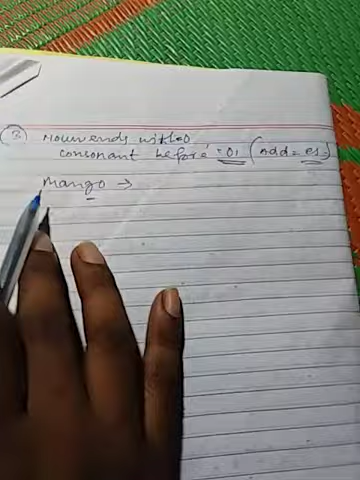 (3) Noun ends with=o
consonant before =o, (Add= es=)
Mango →